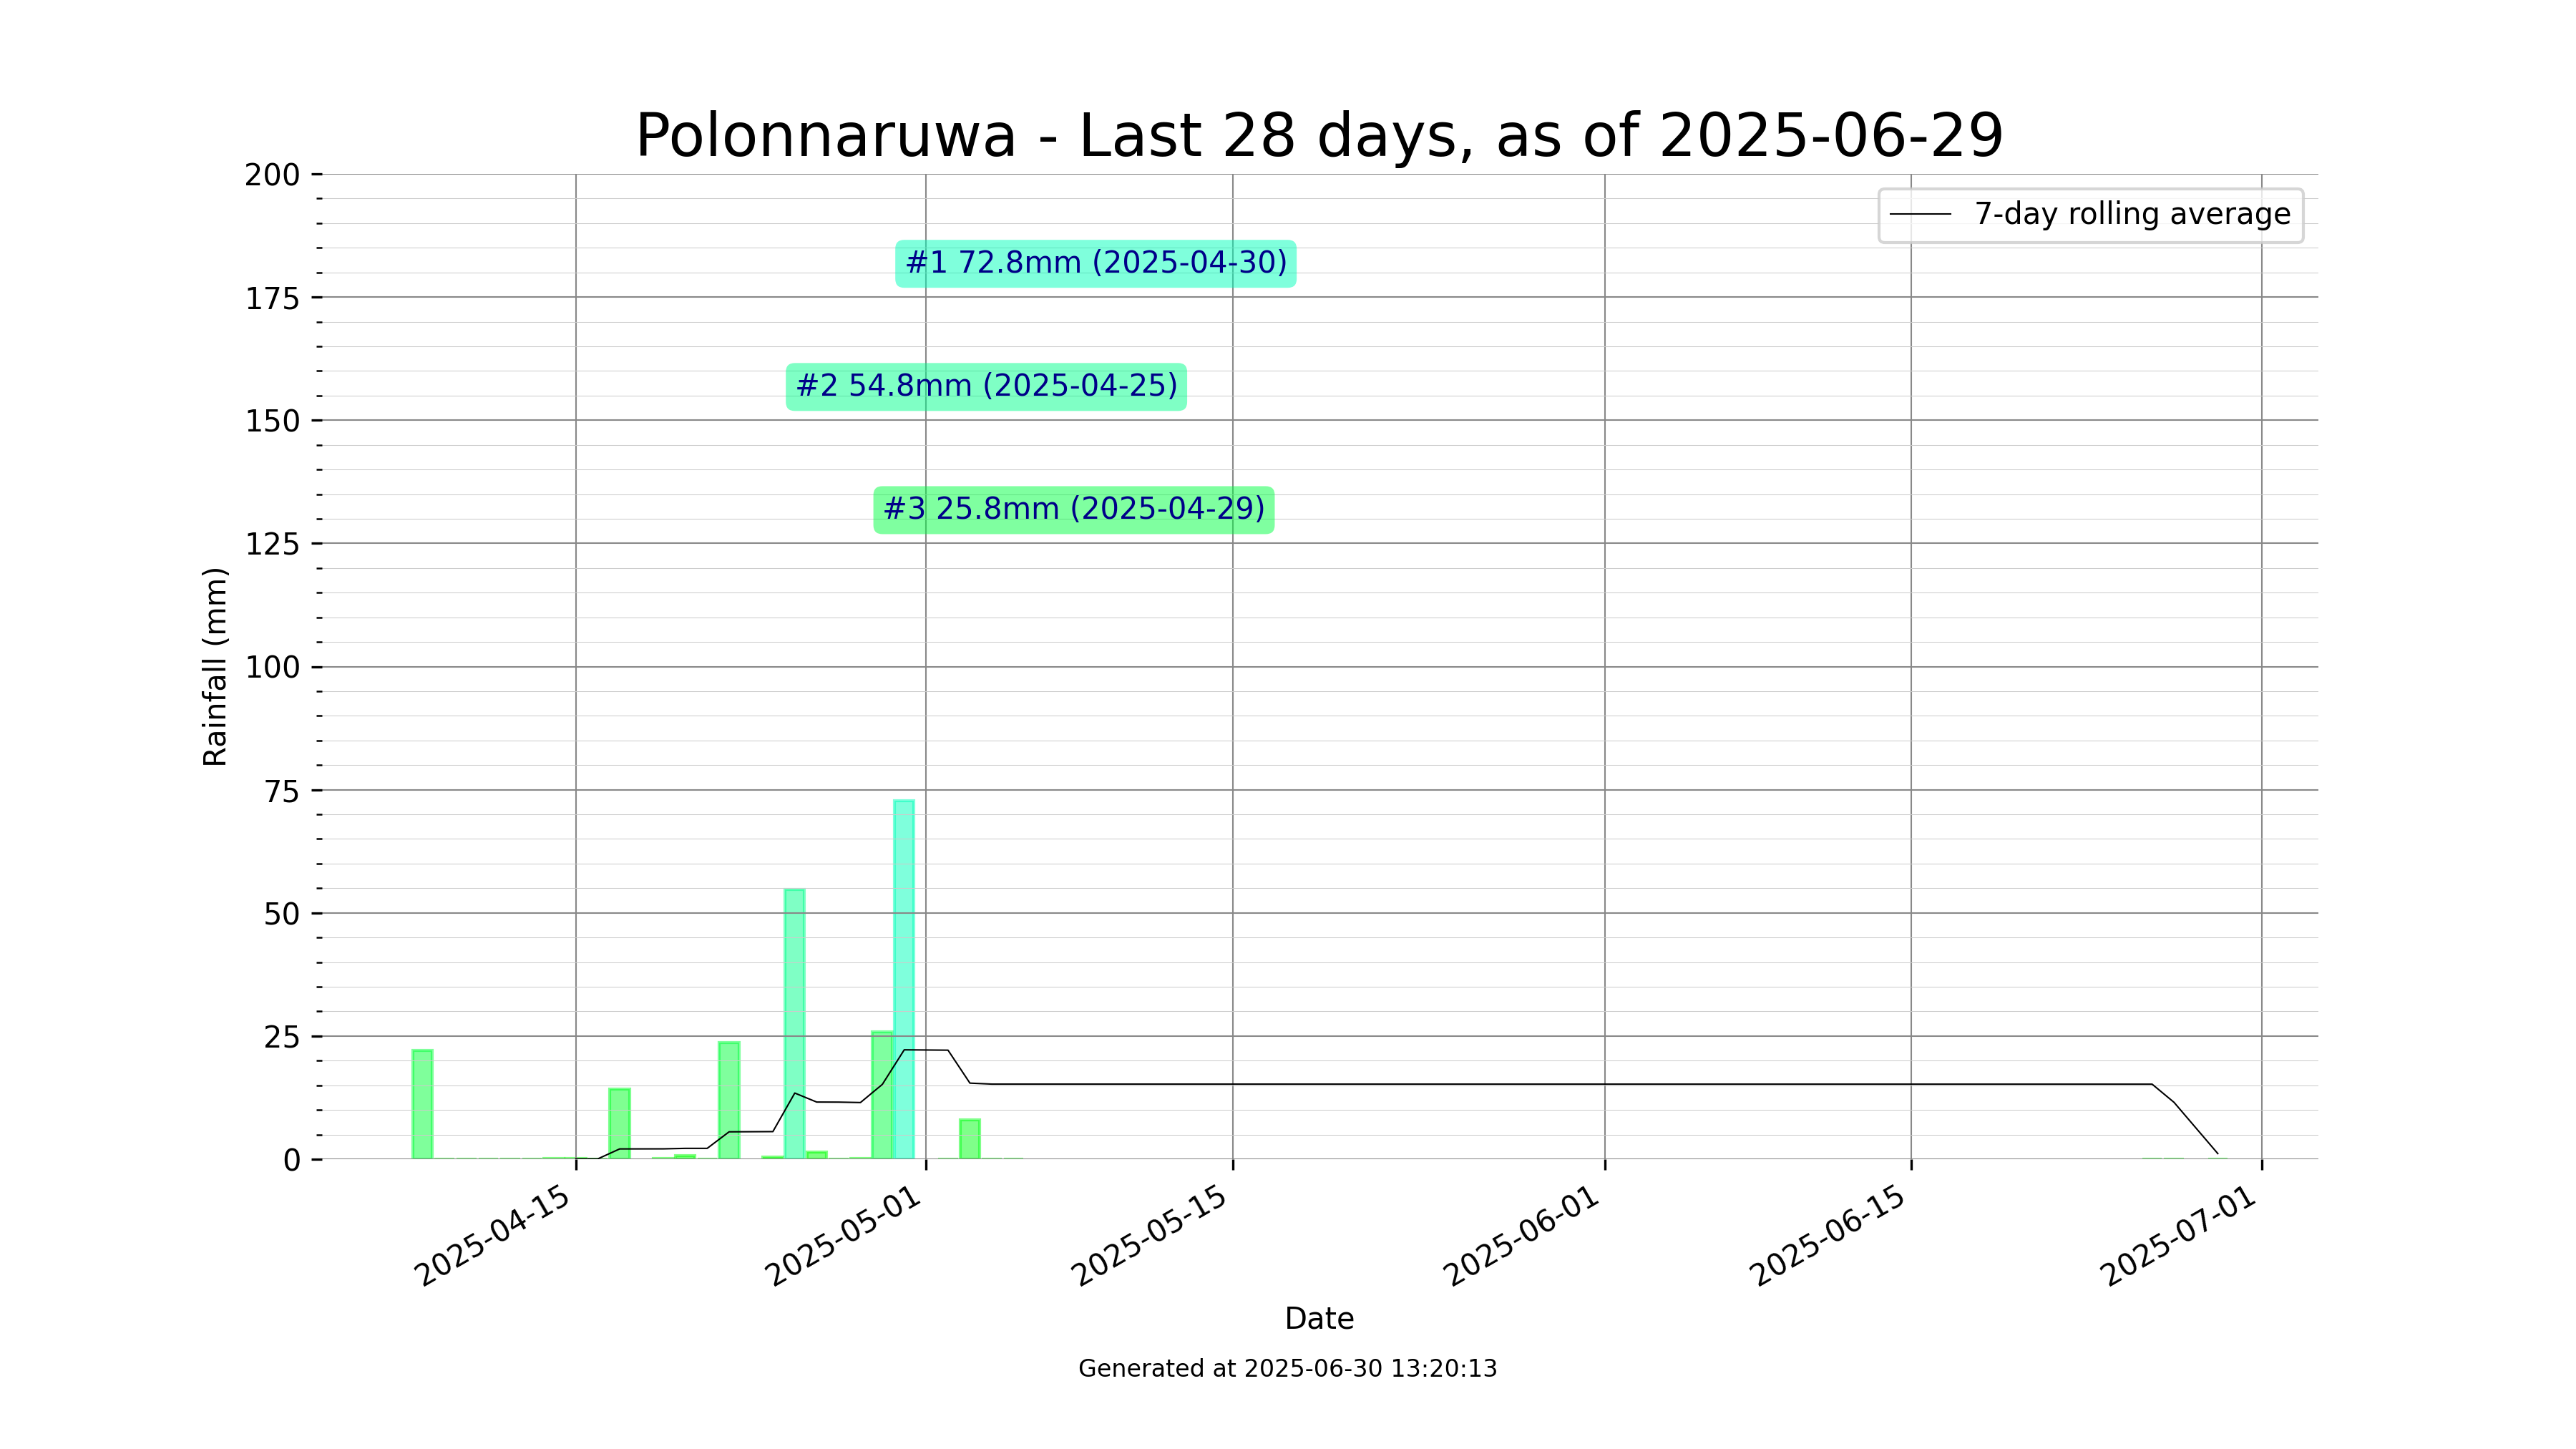 Polonnaruwa - Last 28 days, as of 2025-06-29
200
175
150
125
100
75
50
25
0
Rainfall (mm)
7-day rolling average
#1 72.8mm (2025-04-30)
#2 54.8mm (2025-04-25)
#3 25.8mm (2025-04-29)
2025-04-15
2025-05-01
2025-05-15
2025-06-01
2025-06-15
2025-07-01
Date
Generated at 2025-06-30 13:20:13